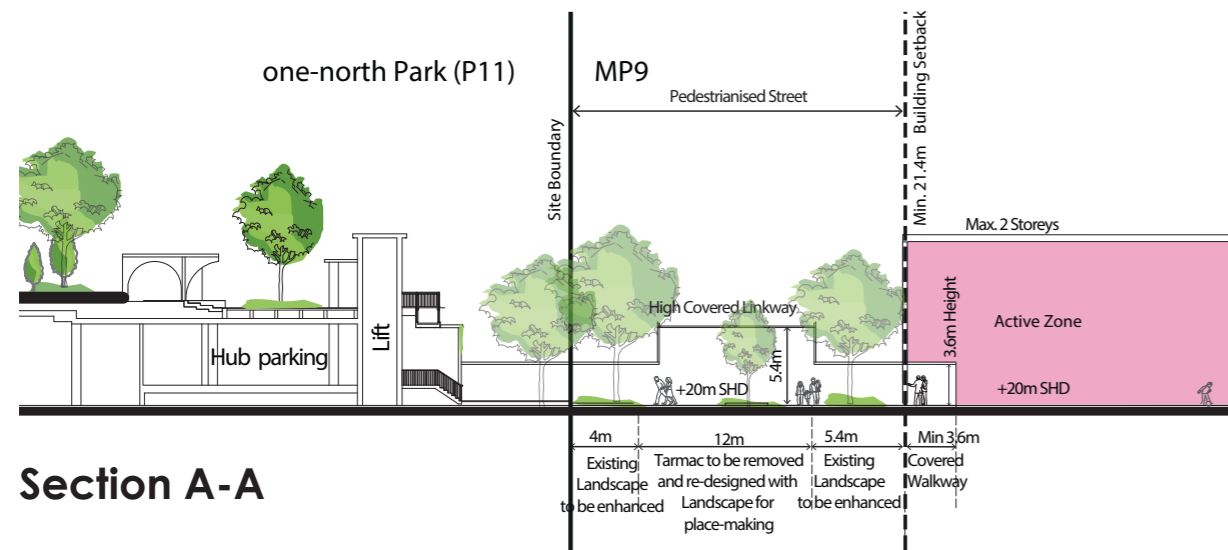 one-north Park (P11)
MP9
Pedestrianised Street
Site Boundary
Min. 21.4m Building Setback
Max. 2 Storeys
High Covered Linkway
Hub parking
Lift
5.4m
3.6m Height
Active Zone
+20m SHD
+20m SHD
4m
12m
5.4m
Min 3.6m
Existing
Landscape
to be enhanced
Tarmac to be removed
and re-designed with
Landscape for
place-making
Existing
Landscape
to be enhanced
Covered
Walkway
Section A-A